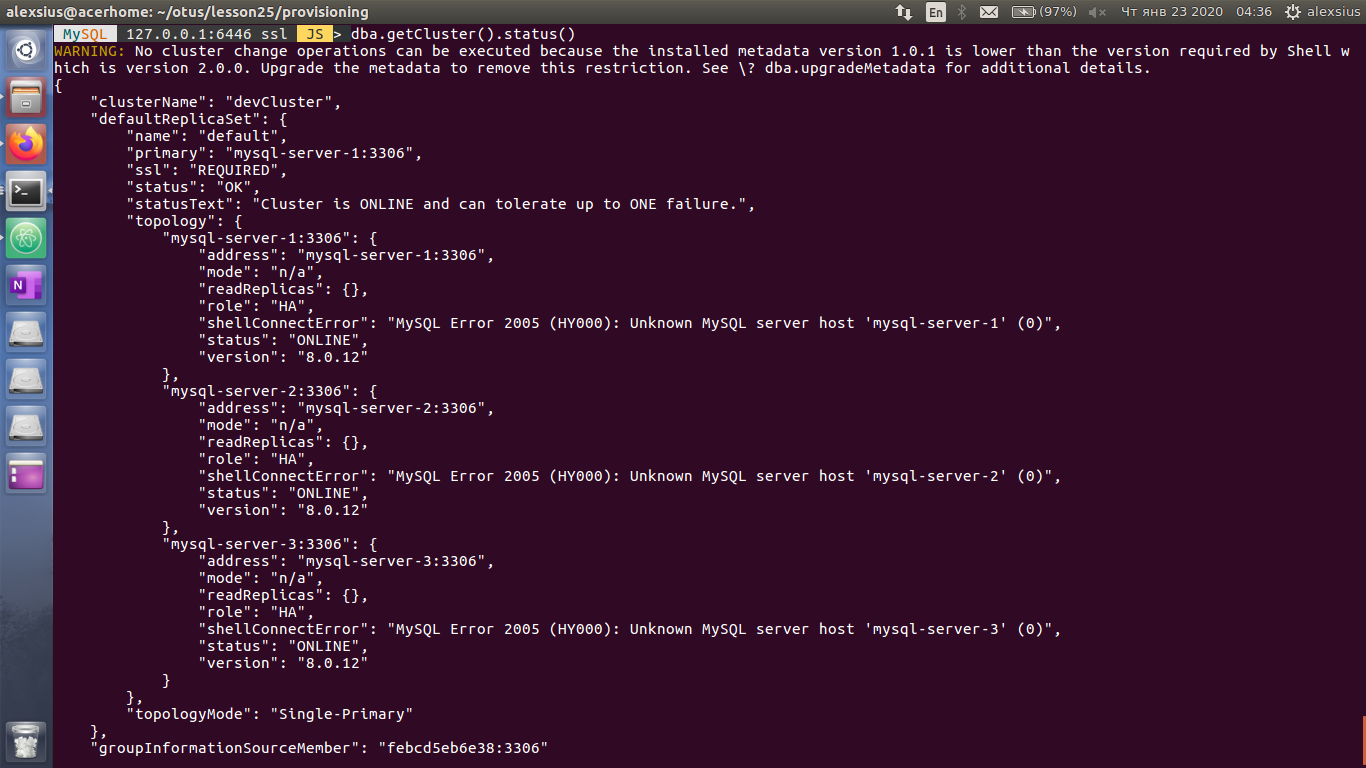 alexsius@acerhome: ~/otus/lesson25/provisioning En (97%) Чт янв 23 2020 04:36 alexsius
MySQL 127.0.0.1:6446 ssl JS > dba.getCluster().status()
WARNING: No cluster change operations can be executed because the installed metadata version 1.0.1 is lower than the version required by Shell w
hich is version 2.0.0. Upgrade the metadata to remove this restriction. See \? dba.upgradeMetadata for additional details.
{
    "clusterName": "devCluster",
    "defaultReplicaSet": {
        "name": "default",
        "primary": "mysql-server-1:3306",
        "ssl": "REQUIRED",
        "status": "OK",
        "statusText": "Cluster is ONLINE and can tolerate up to ONE failure.",
        "topology": {
            "mysql-server-1:3306": {
                "address": "mysql-server-1:3306",
                "mode": "n/a",
                "readReplicas": {},
                "role": "HA",
                "shellConnectError": "MySQL Error 2005 (HY000): Unknown MySQL server host 'mysql-server-1' (0)",
                "status": "ONLINE",
                "version": "8.0.12"
            },
            "mysql-server-2:3306": {
                "address": "mysql-server-2:3306",
                "mode": "n/a",
                "readReplicas": {},
                "role": "HA",
                "shellConnectError": "MySQL Error 2005 (HY000): Unknown MySQL server host 'mysql-server-2' (0)",
                "status": "ONLINE",
                "version": "8.0.12"
            },
            "mysql-server-3:3306": {
                "address": "mysql-server-3:3306",
                "mode": "n/a",
                "readReplicas": {},
                "role": "HA",
                "shellConnectError": "MySQL Error 2005 (HY000): Unknown MySQL server host 'mysql-server-3' (0)",
                "status": "ONLINE",
                "version": "8.0.12"
            }
        },
        "topologyMode": "Single-Primary"
    },
    "groupInformationSourceMember": "febcd5eb6e38:3306"
N